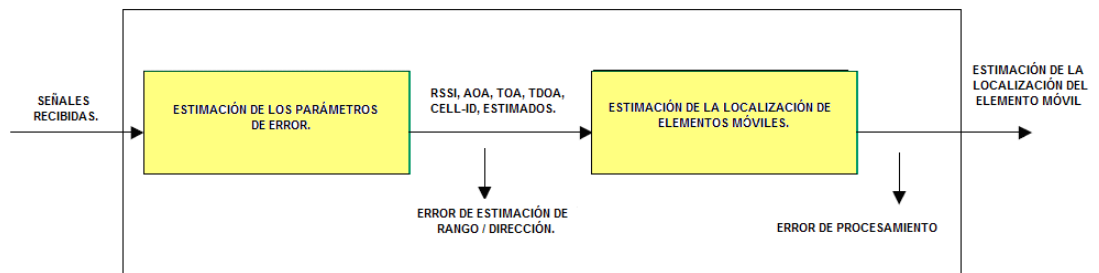 SEÑALES
RECIBIDAS.
ESTIMACIÓN DE LOS PARÁMETROS
DE ERROR.
RSSI, AOA, TOA, TDOA,
CELL-ID, ESTIMADOS.
ERROR DE ESTIMACIÓN DE
RANGO / DIRECCIÓN.
ESTIMACIÓN DE LA LOCALIZACIÓN DE
ELEMENTOS MÓVILES.
ERROR DE PROCESAMIENTO
ESTIMACIÓN DE LA
LOCALIZACIÓN DEL
ELEMENTO MÓVIL